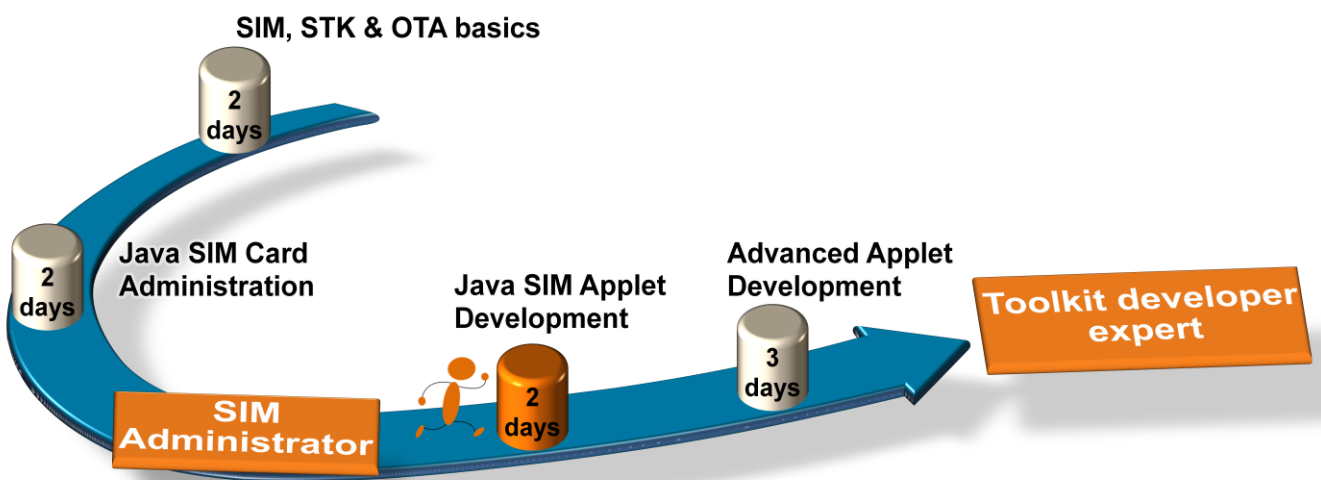 SIM, STK & OTA basics
2
days
2
days
Java SIM Card
Administration
SIM
Administrator
Java SIM Applet
Development
2
days
Advanced Applet
Development
3
days
Toolkit developer
expert